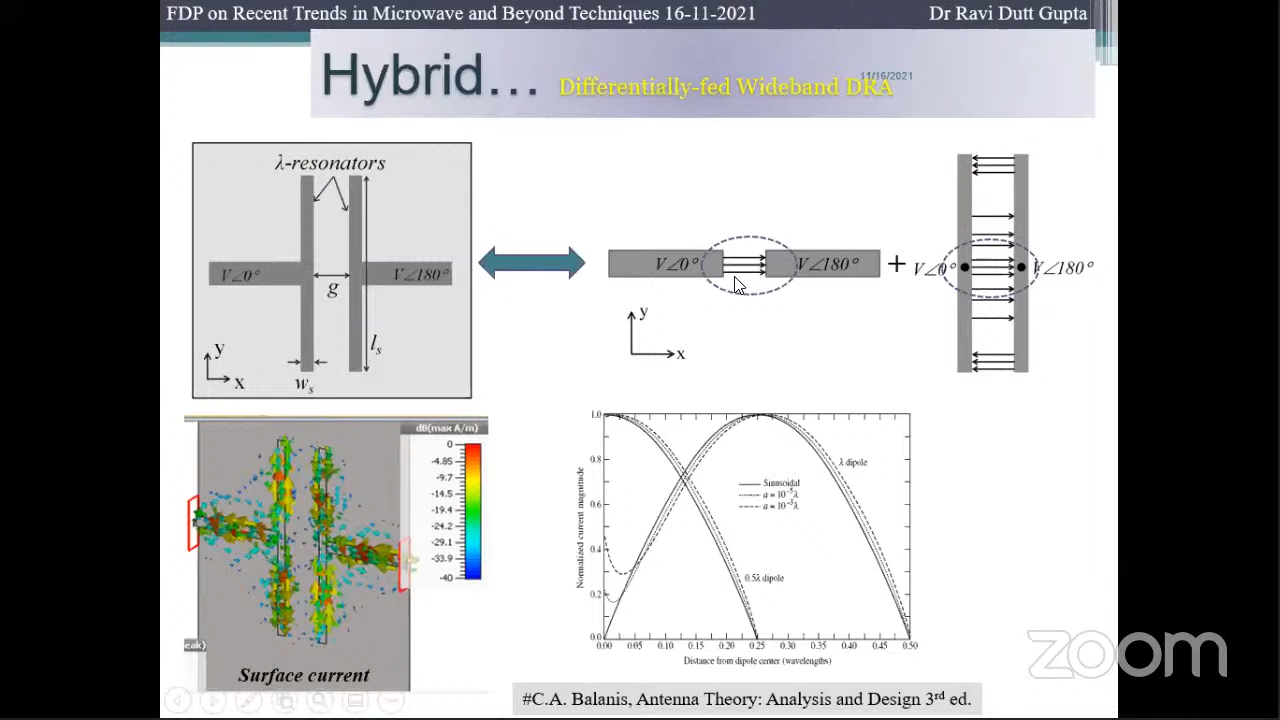 FDP on Recent Trends in Microwave and Beyond Techniques 16-11-2021
Dr Ravi Dutt Gupta
Hybrid…
Differentially-fed Wideband DRA
11/16/2021
λ-resonators
V∠0°
V∠180°
g
l_s
w_s
y
x
V∠0°
V∠180°
+
V∠0°
V∠180°
y
x
dB(max A/m)
0
-4.85
-9.7
-14.5
-19.4
-24.2
-29.1
-33.9
-40
eak)
Surface current
Normalized current magnitude
1.0
0.8
0.6
0.4
0.2
0.0
λ dipole
Sinusoidal
a = 10⁻⁵λ
a = 10⁻³λ
0.5λ dipole
0.00 0.05 0.10 0.15 0.20 0.25 0.30 0.35 0.40 0.45 0.50
Distance from dipole center (wavelengths)
#C.A. Balanis, Antenna Theory: Analysis and Design 3rd ed.
zoom